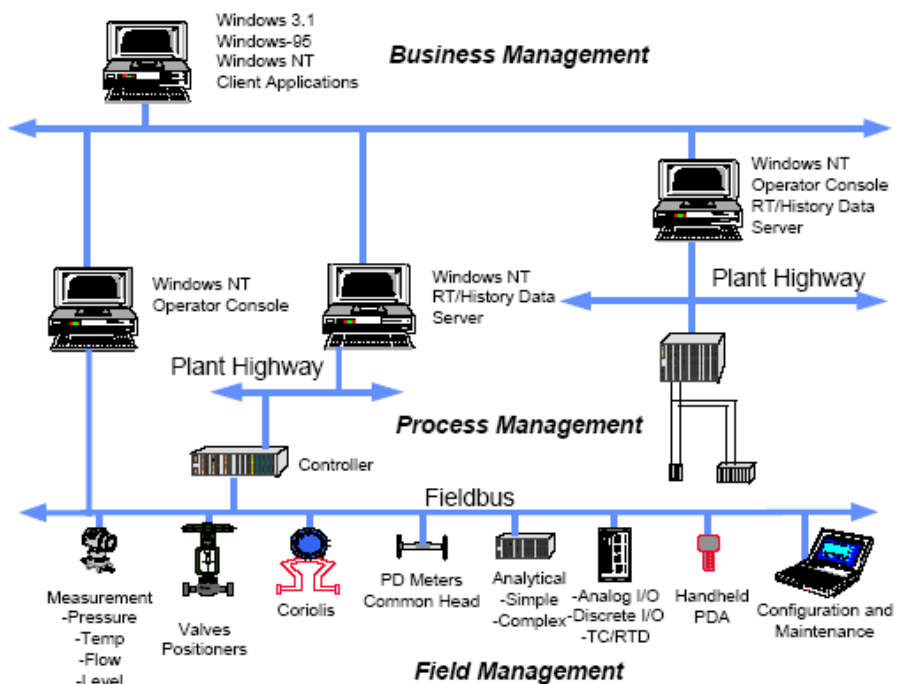 Windows 3.1
Windows-95
Windows NT
Client Applications
Business Management
Windows NT
Operator Console
RT/History Data
Server
Windows NT
Operator Console
Windows NT
RT/History Data
Server
Plant Highway
Plant Highway
Process Management
Controller
Fieldbus
Measurement
-Pressure
-Temp
-Flow
-Level
Valves
Positioners
Coriolis
PD Meters
Common Head
Analytical
-Simple
-Complex
-Analog I/O
-Discrete I/O
-TC/RTD
Handheld
PDA
Configuration and
Maintenance
Field Management